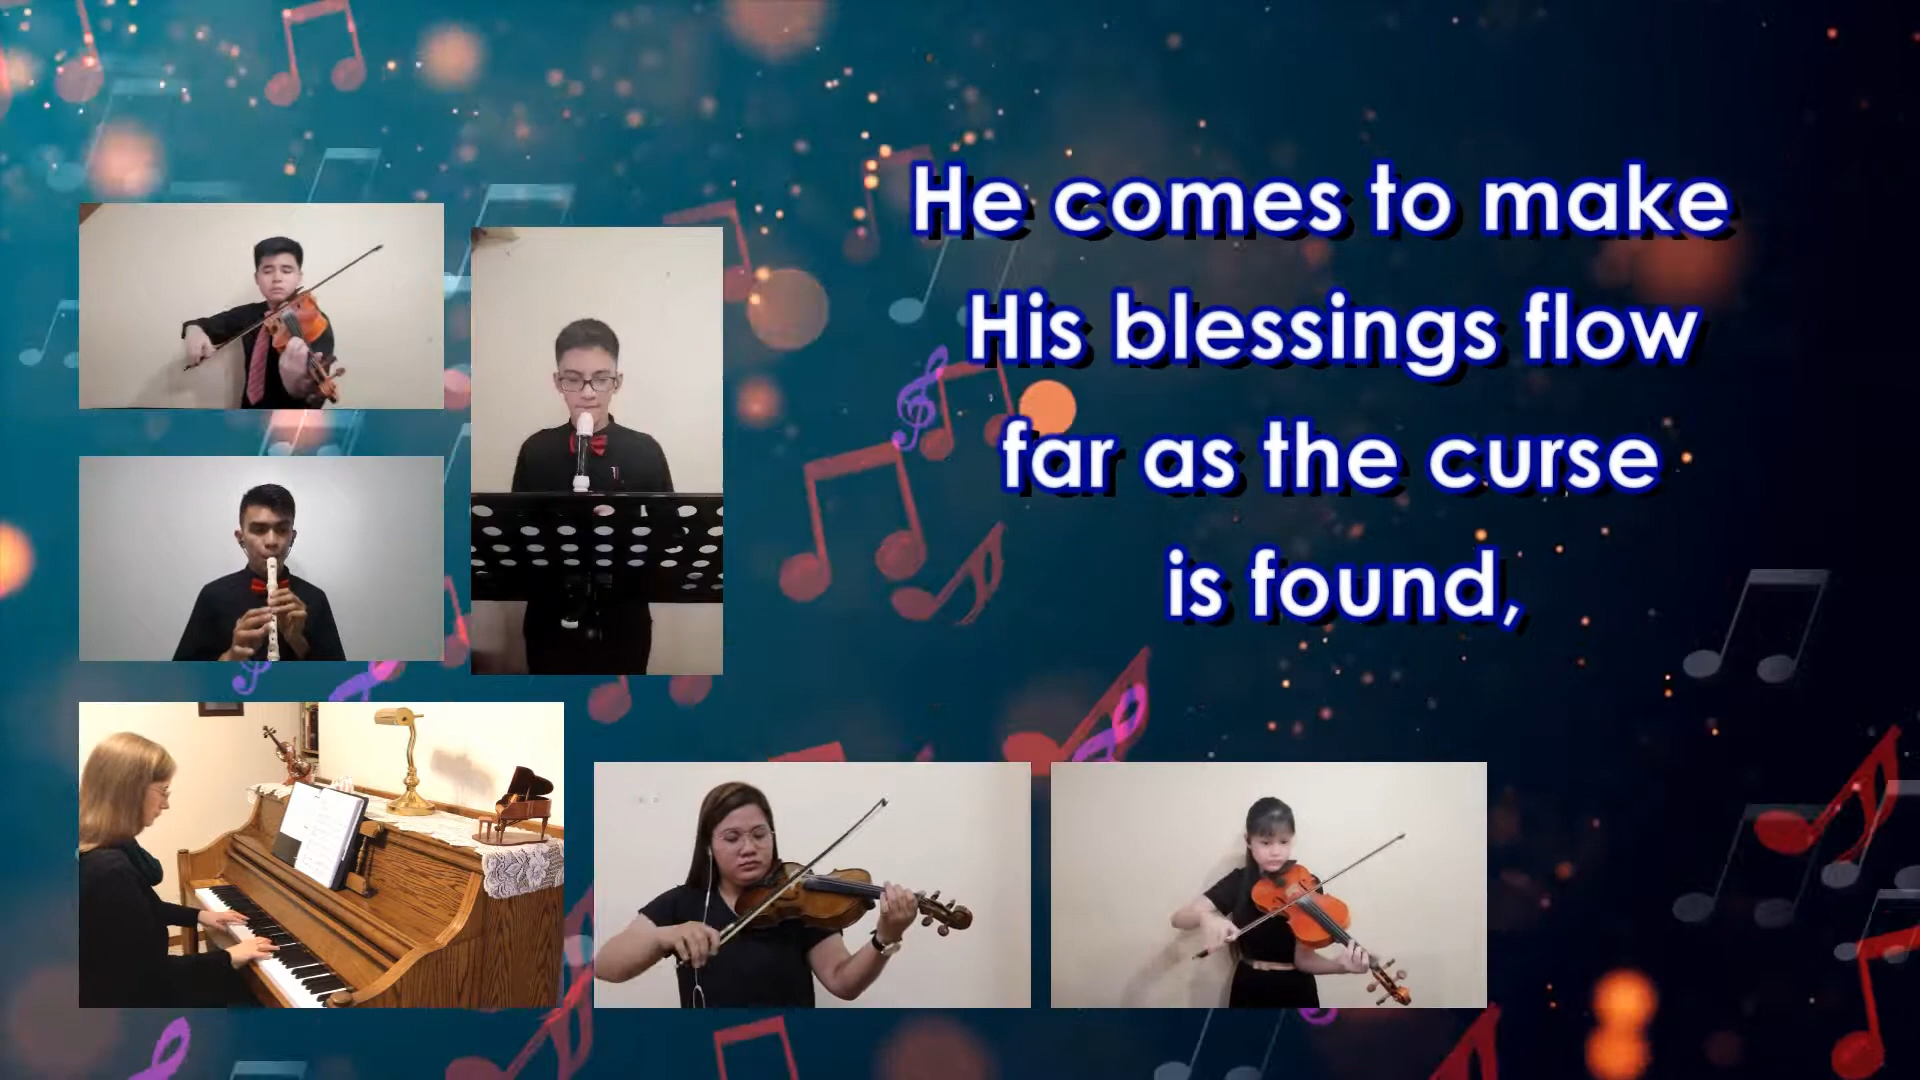 He comes to make
His blessings flow
far as the curse
is found,